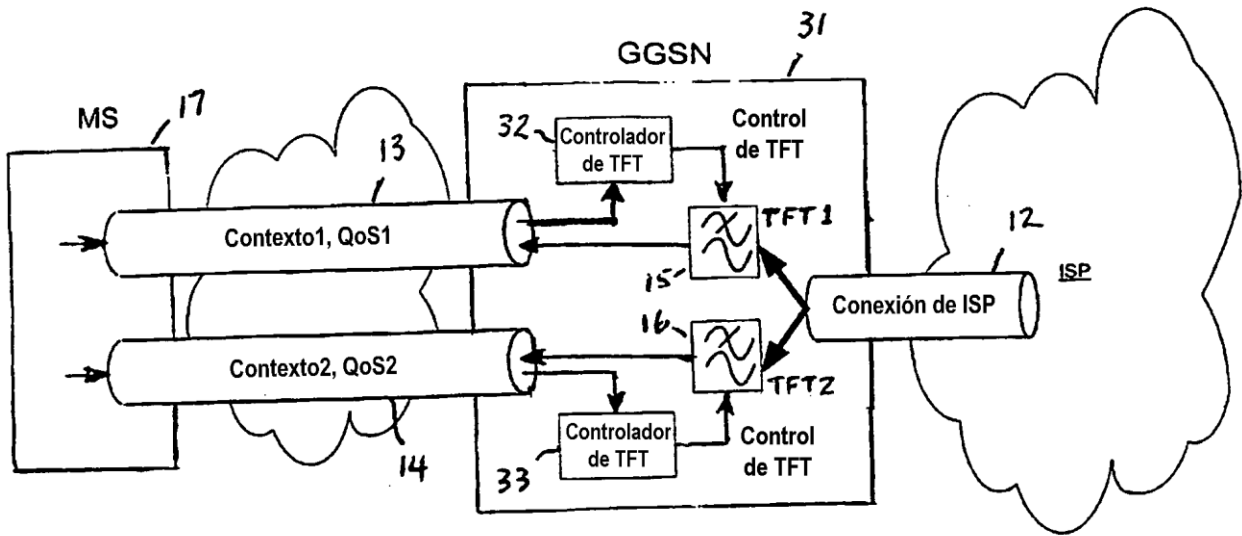 31
GGSN
MS
17
13
32
Controlador
de TFT
Control
de TFT
Contexto1, QoS1
TFT1
15
12
ISP
Conexión de ISP
16
Contexto2, QoS2
TFT2
14
33
Controlador
de TFT
Control
de TFT